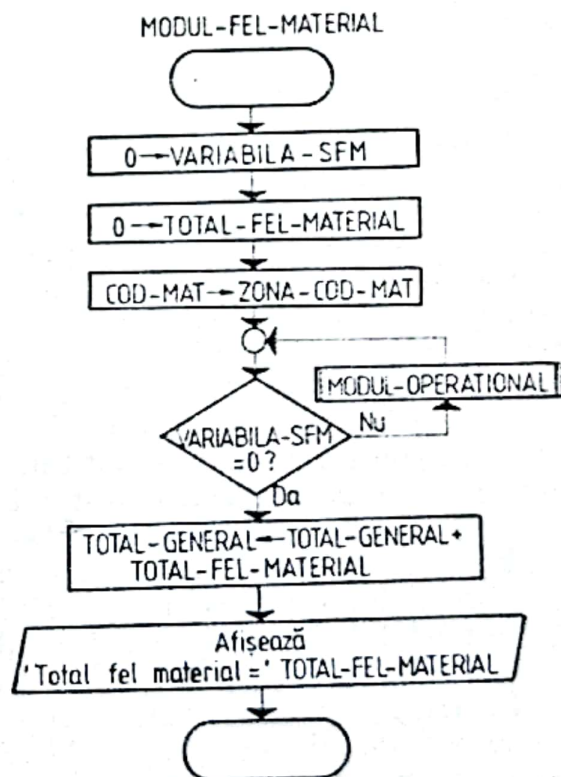 MODUL-FEL-MATERIAL
0→VARIABILA-SFM
0→TOTAL-FEL-MATERIAL
COD-MAT→ZONA-COD-MAT
MODUL-OPERATIONAL
VARIABILA-SFM
=0?
Nu
Da
TOTAL-GENERAL←TOTAL-GENERAL+
TOTAL-FEL-MATERIAL
Afișează
'Total fel material =' TOTAL-FEL-MATERIAL